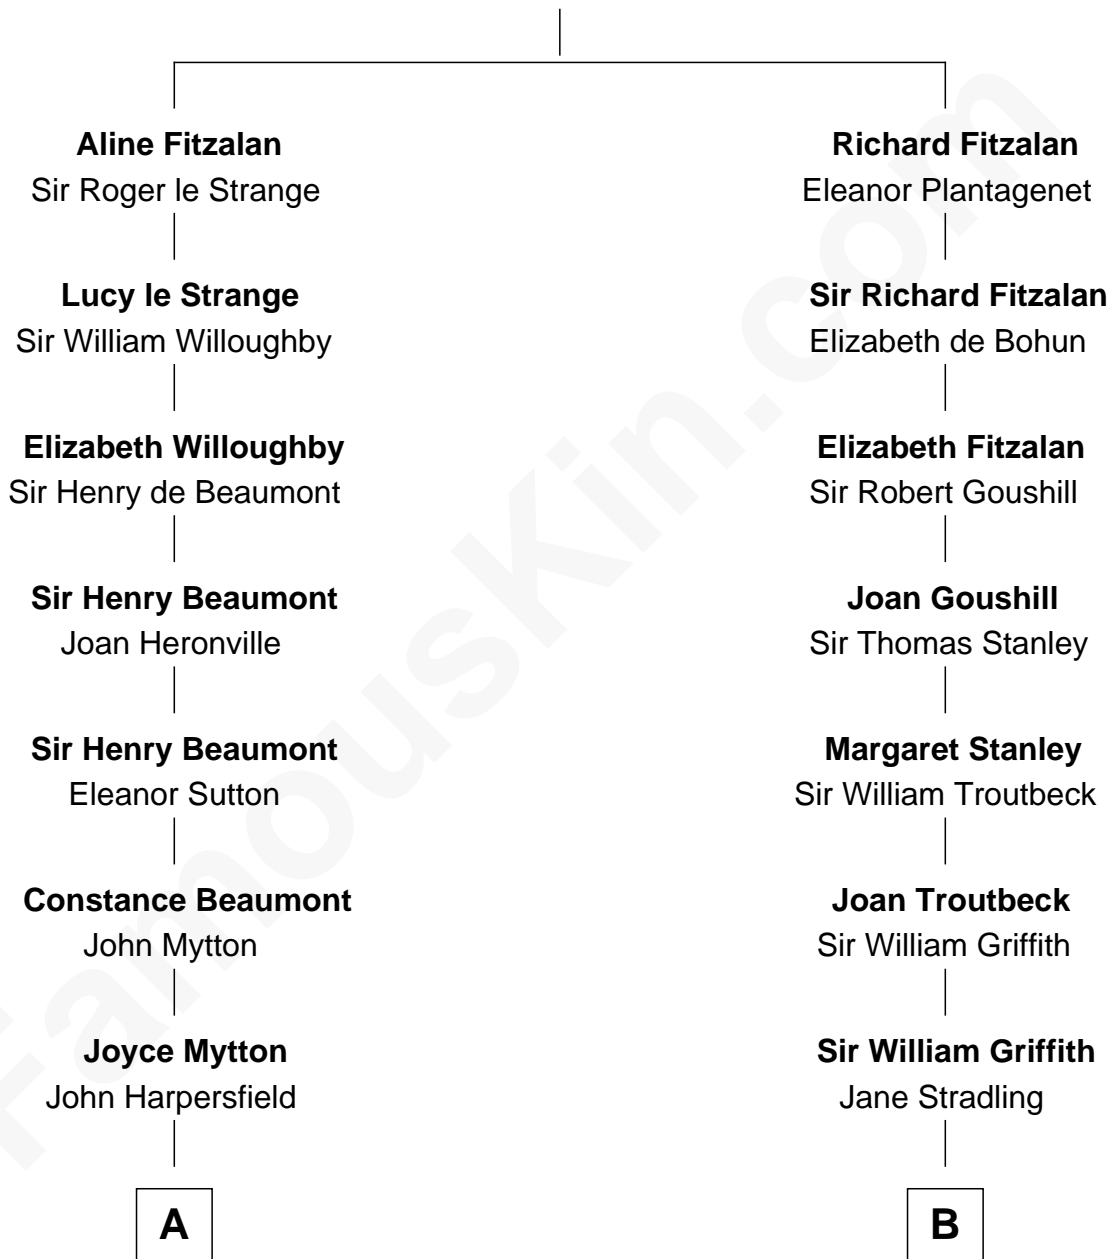 Aline Fitzalan
Sir Roger le Strange
Lucy le Strange
Sir William Willoughby
Elizabeth Willoughby
Sir Henry de Beaumont
Sir Henry Beaumont
Joan Heronville
Sir Henry Beaumont
Eleanor Sutton
Constance Beaumont
John Mytton
Joyce Mytton
John Harpersfield
A
Richard Fitzalan
Eleanor Plantagenet
Sir Richard Fitzalan
Elizabeth de Bohun
Elizabeth Fitzalan
Sir Robert Goushill
Joan Goushill
Sir Thomas Stanley
Margaret Stanley
Sir William Troutbeck
Joan Troutbeck
Sir William Griffith
Sir William Griffith
Jane Stradling
B
FamousKin.com